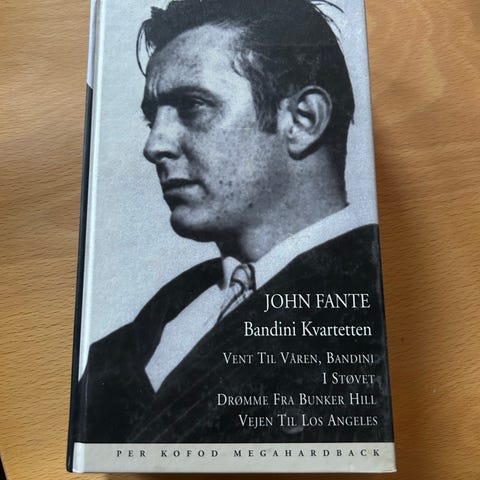 JOHN FANTE
Bandini Kvartetten
VENT TIL VÅREN, BANDINI
I STØVET
DRØMME FRA BUNKER HILL
VEJEN TIL LOS ANGELES
PER KOFOD MEGAHARDBACK